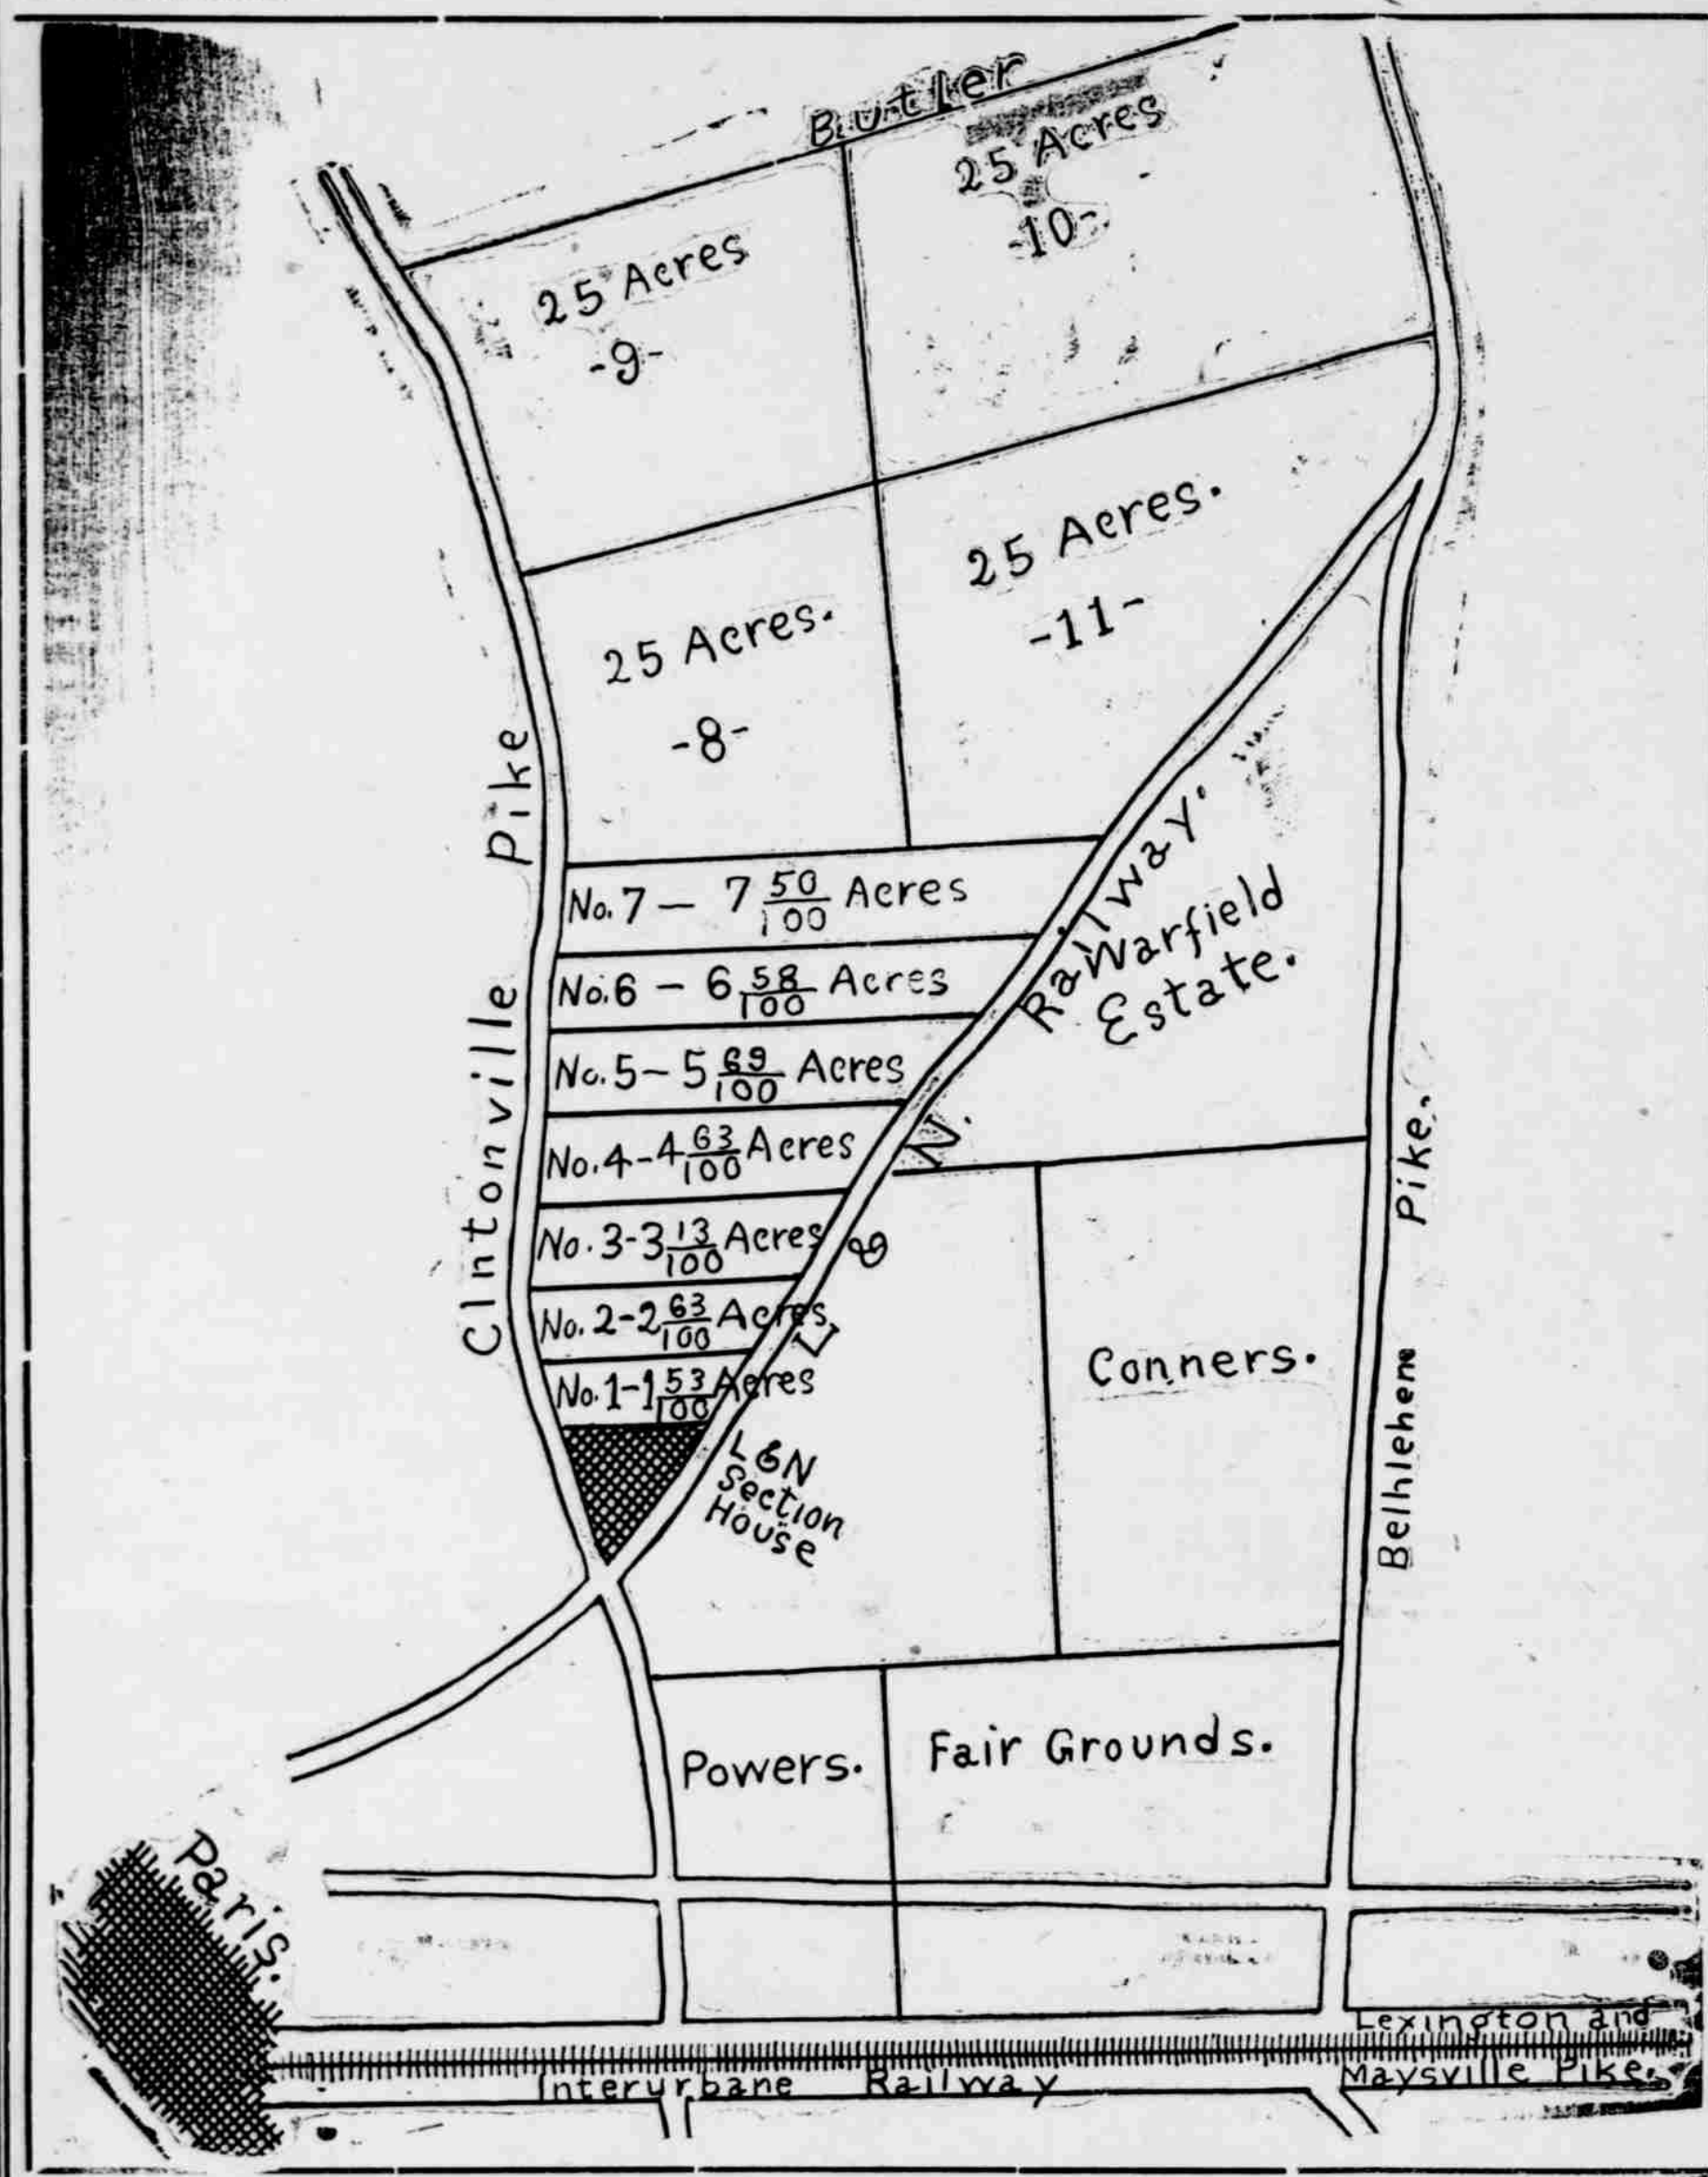 Butler
25 Acres
-10-
25 Acres
-9-
25 Acres.
-11-
25 Acres.
-8-
Clintonville Pike
No. 7 — 7 50/100 Acres
No. 6 — 6 58/100 Acres
No. 5 — 5 69/100 Acres
No. 4 - 4 63/100 Acres
No. 3 - 3 13/100 Acres
No. 2 - 2 63/100 Acres
No. 1 - 1 53/100 Acres
L & N. Railway.
Warfield
Estate.
L&N
Section
House
Conners.
Belhlehem Pike.
Powers.
Fair Grounds.
Paris.
Lexington and
Maysville Pike.
Interurbane Railway